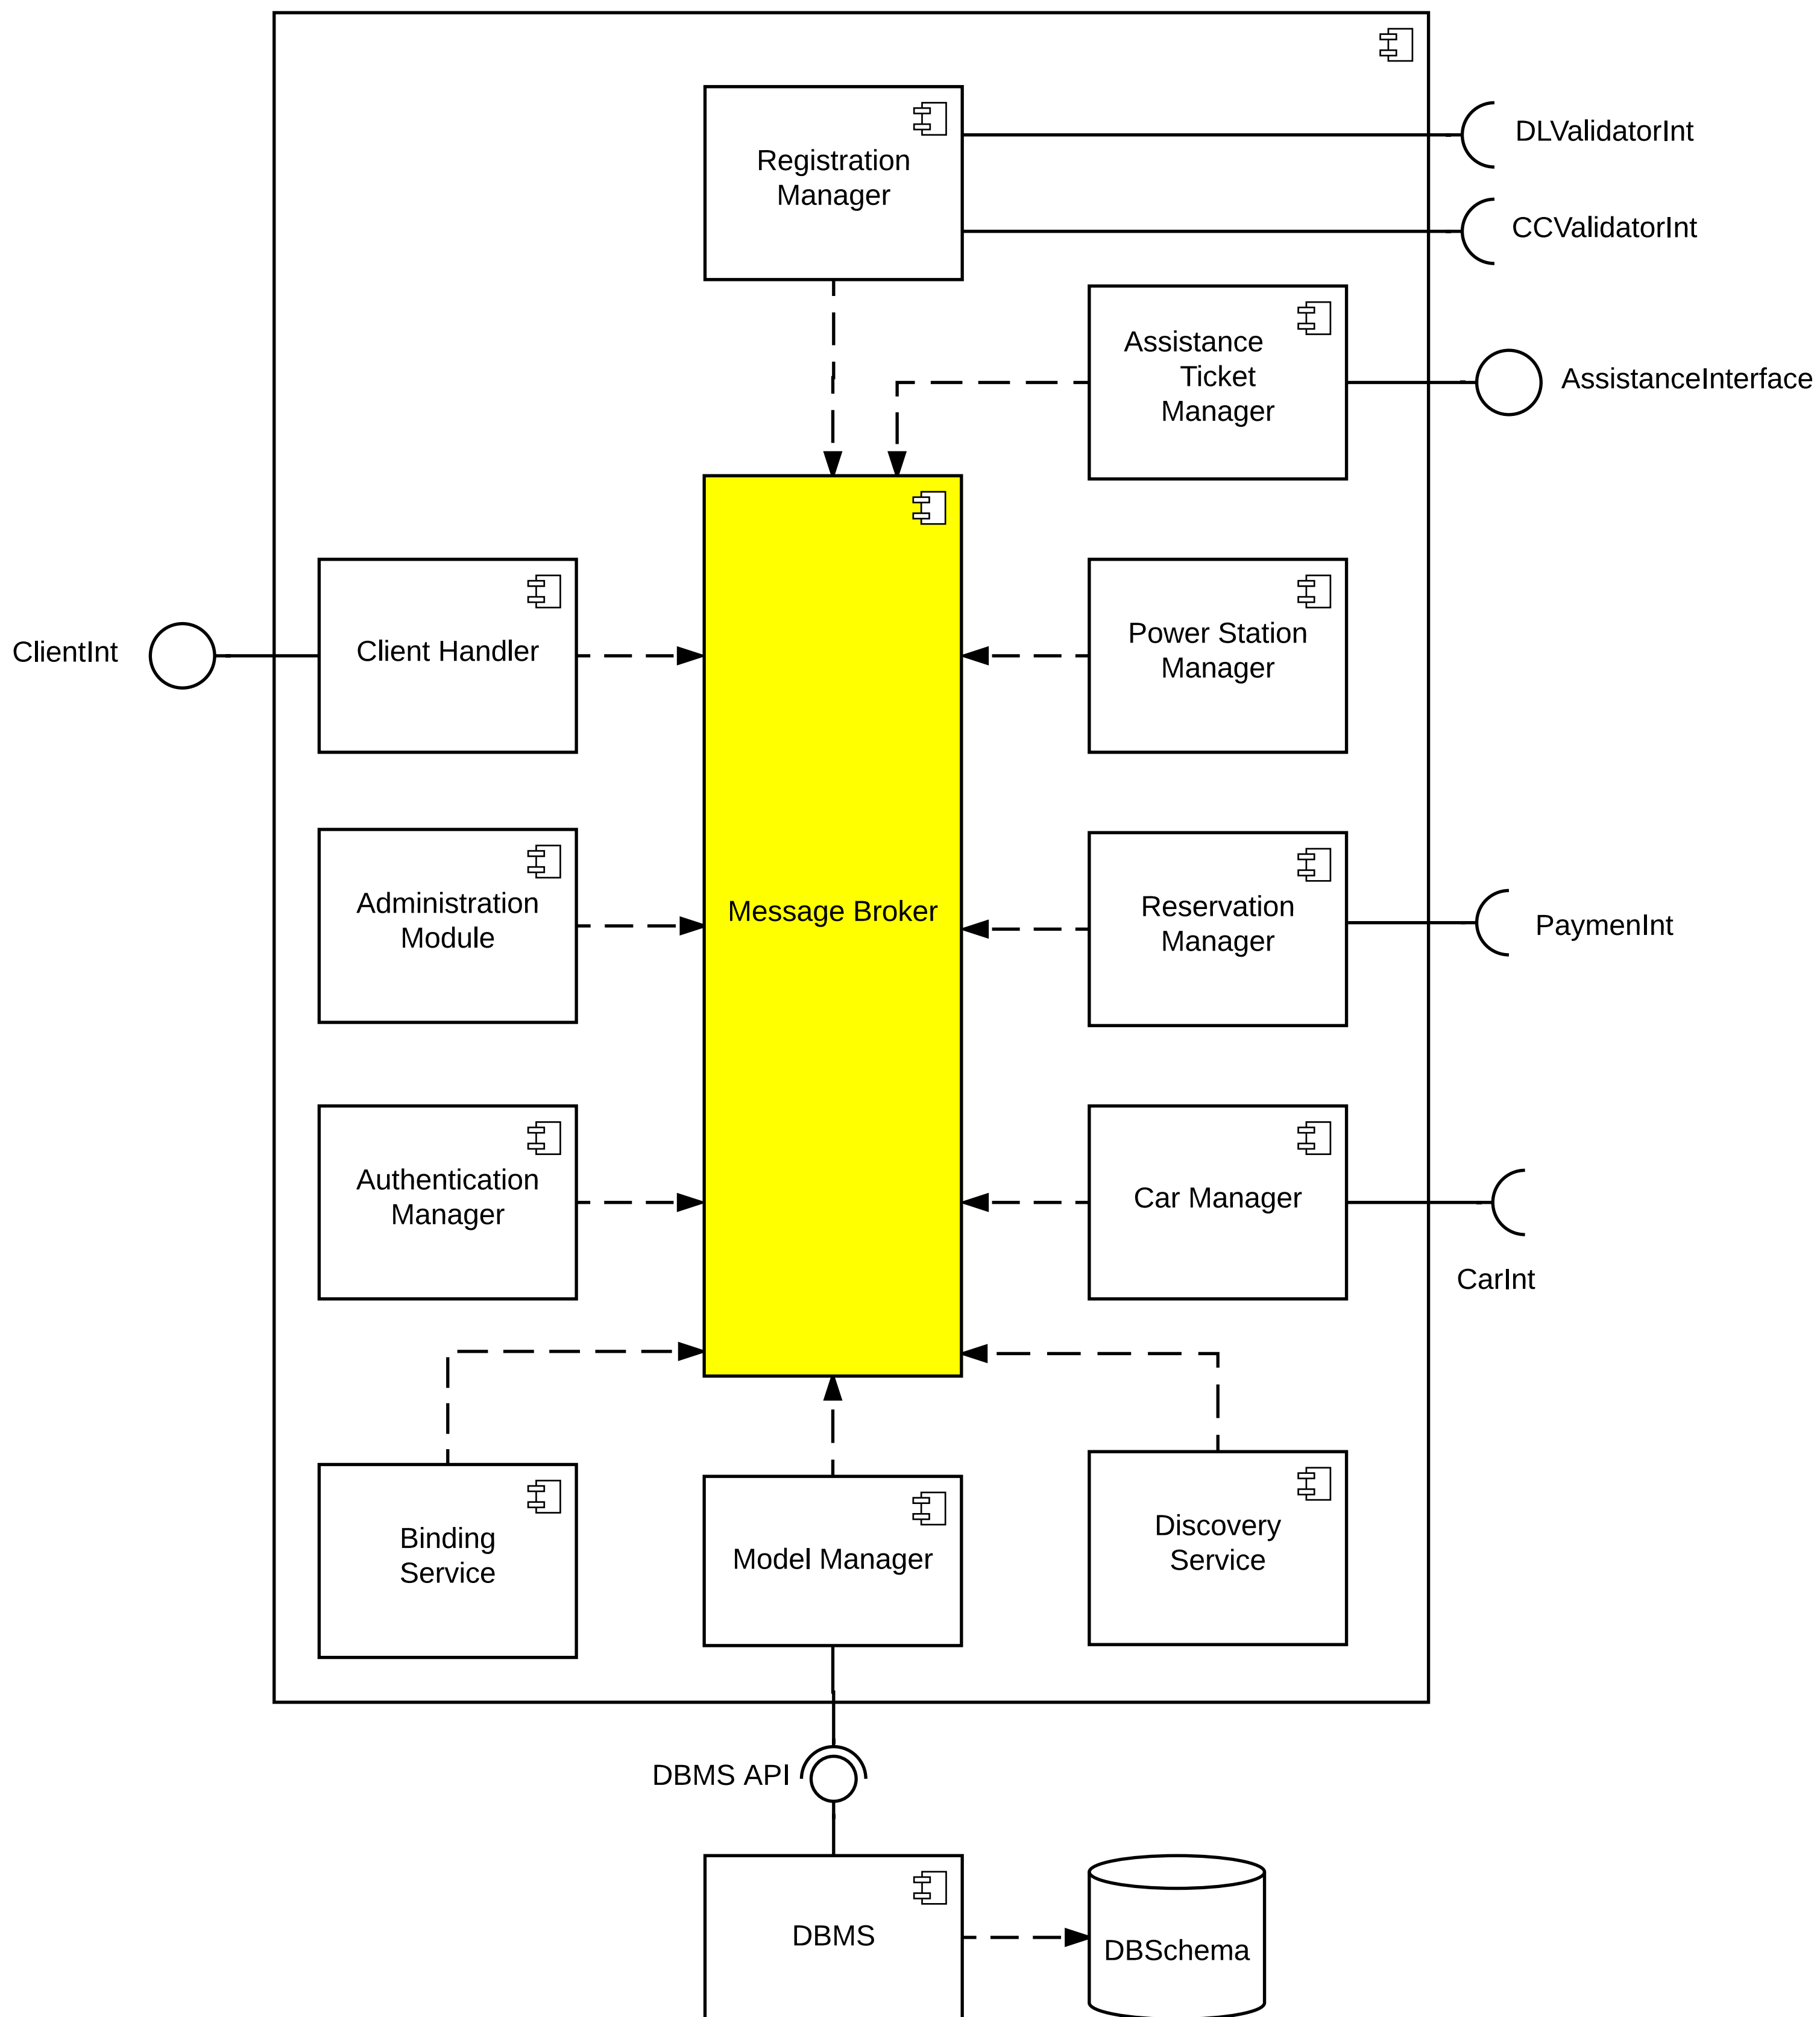 Registration
Manager
DLValidatorInt
CCValidatorInt
Assistance
Ticket
Manager
AssistanceInterface
ClientInt
Client Handler
Power Station
Manager
Administration
Module
Message Broker
Reservation
Manager
PaymenInt
Authentication
Manager
Car Manager
CarInt
Binding
Service
Model Manager
Discovery
Service
DBMS API
DBMS
DBSchema